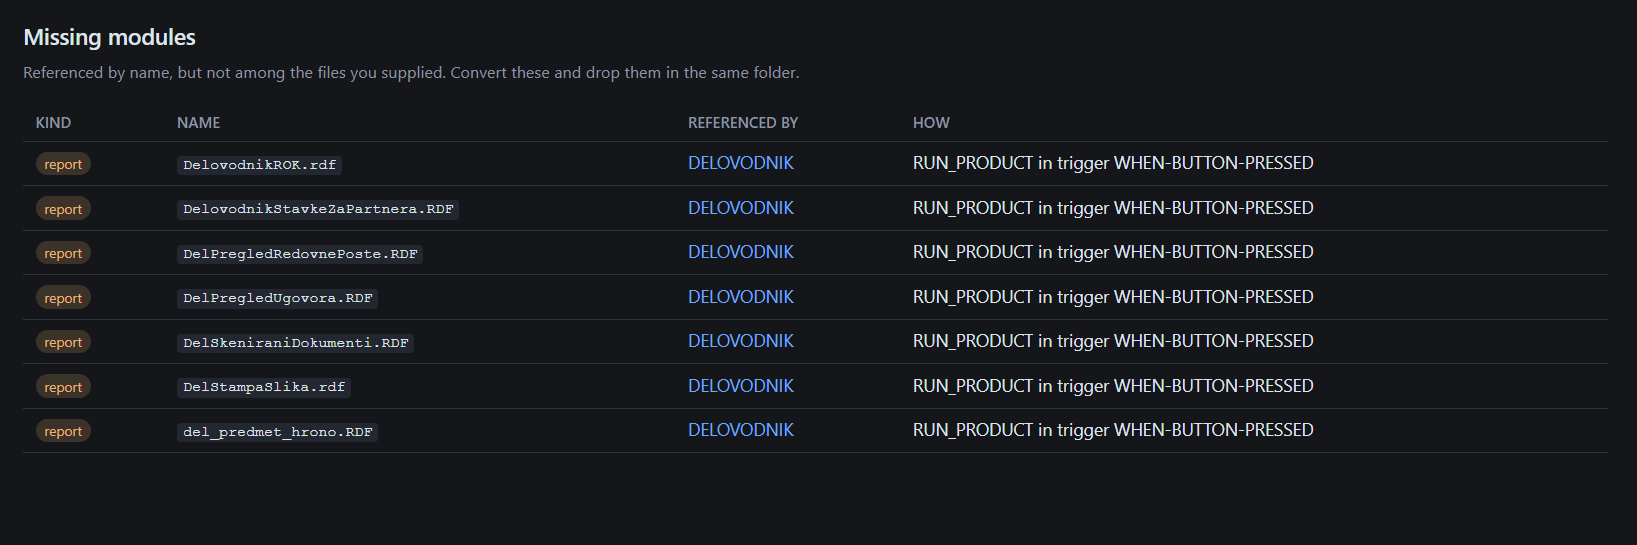 Missing modules
Referenced by name, but not among the files you supplied. Convert these and drop them in the same folder.
KIND NAME REFERENCED BY HOW
report DelovodnikROK.rdf DELOVODNIK RUN_PRODUCT in trigger WHEN-BUTTON-PRESSED
report DelovodnikStavkeZaPartnera.RDF DELOVODNIK RUN_PRODUCT in trigger WHEN-BUTTON-PRESSED
report DelPregledRedovnePoste.RDF DELOVODNIK RUN_PRODUCT in trigger WHEN-BUTTON-PRESSED
report DelPregledUgovora.RDF DELOVODNIK RUN_PRODUCT in trigger WHEN-BUTTON-PRESSED
report DelSkeniraniDokumenti.RDF DELOVODNIK RUN_PRODUCT in trigger WHEN-BUTTON-PRESSED
report DelStampaSlika.rdf DELOVODNIK RUN_PRODUCT in trigger WHEN-BUTTON-PRESSED
report del_predmet_hrono.RDF DELOVODNIK RUN_PRODUCT in trigger WHEN-BUTTON-PRESSED